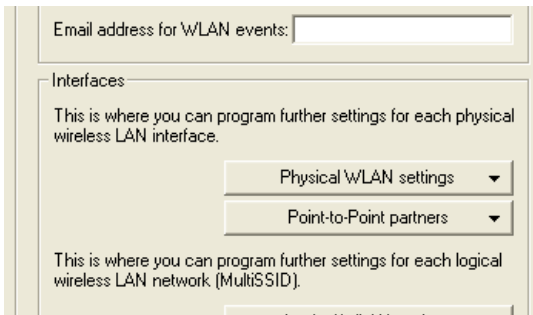 Email address for WLAN events:
Interfaces
This is where you can program further settings for each physical
wireless LAN interface.
Physical WLAN settings
Point-to-Point partners
This is where you can program further settings for each logical
wireless LAN network (MultiSSID).